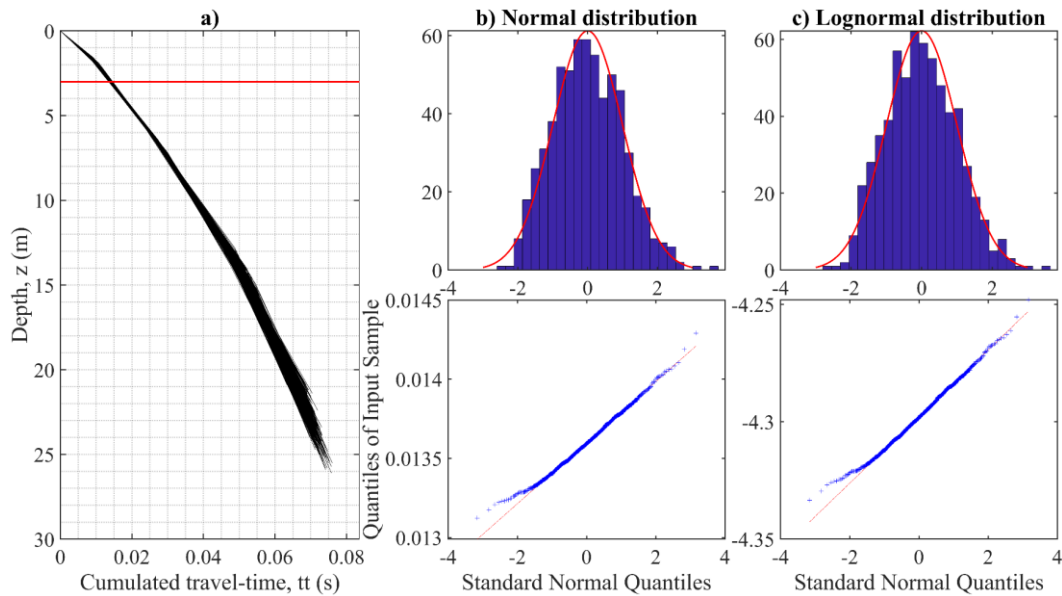 a)
0
5
10
15
20
25
30
Depth, z (m)
0 0.02 0.04 0.06 0.08
Cumulated travel-time, tt (s)
b) Normal distribution
60
40
20
0
-4 -2 0 2
0.0145
0.014
0.0135
0.013
Quantiles of Input Sample
-4 -2 0 2 4
Standard Normal Quantiles
c) Lognormal distribution
60
40
20
0
-4 -2 0 2
-4.25
-4.3
-4.35
-4 -2 0 2 4
Standard Normal Quantiles